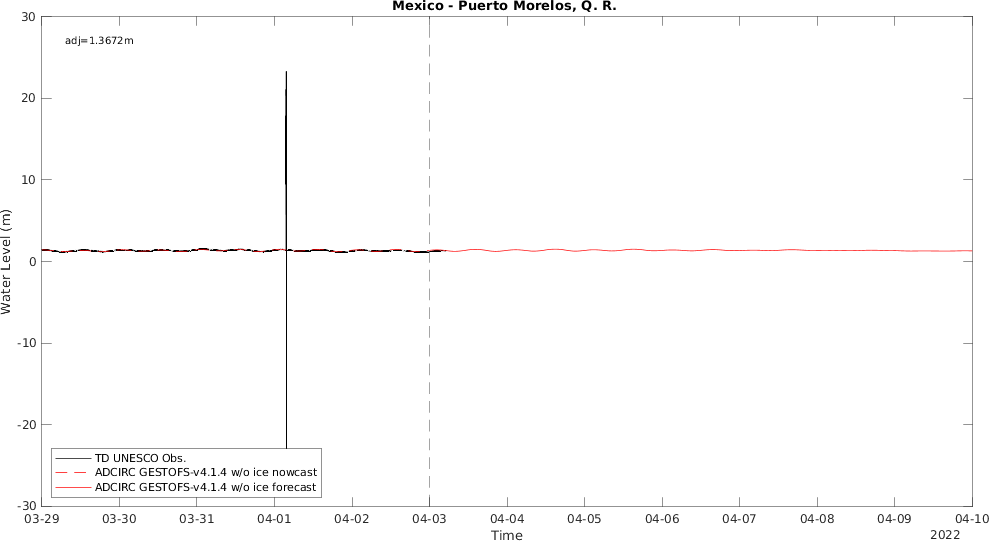 Mexico - Puerto Morelos, Q. R.
adj=1.3672m
30
20
10
0
-10
-20
-30
Water Level (m)
TD UNESCO Obs.
ADCIRC GESTOFS-v4.1.4 w/o ice nowcast
ADCIRC GESTOFS-v4.1.4 w/o ice forecast
03-29 03-30 03-31 04-01 04-02 04-03 04-04 04-05 04-06 04-07 04-08 04-09 04-10
Time
2022